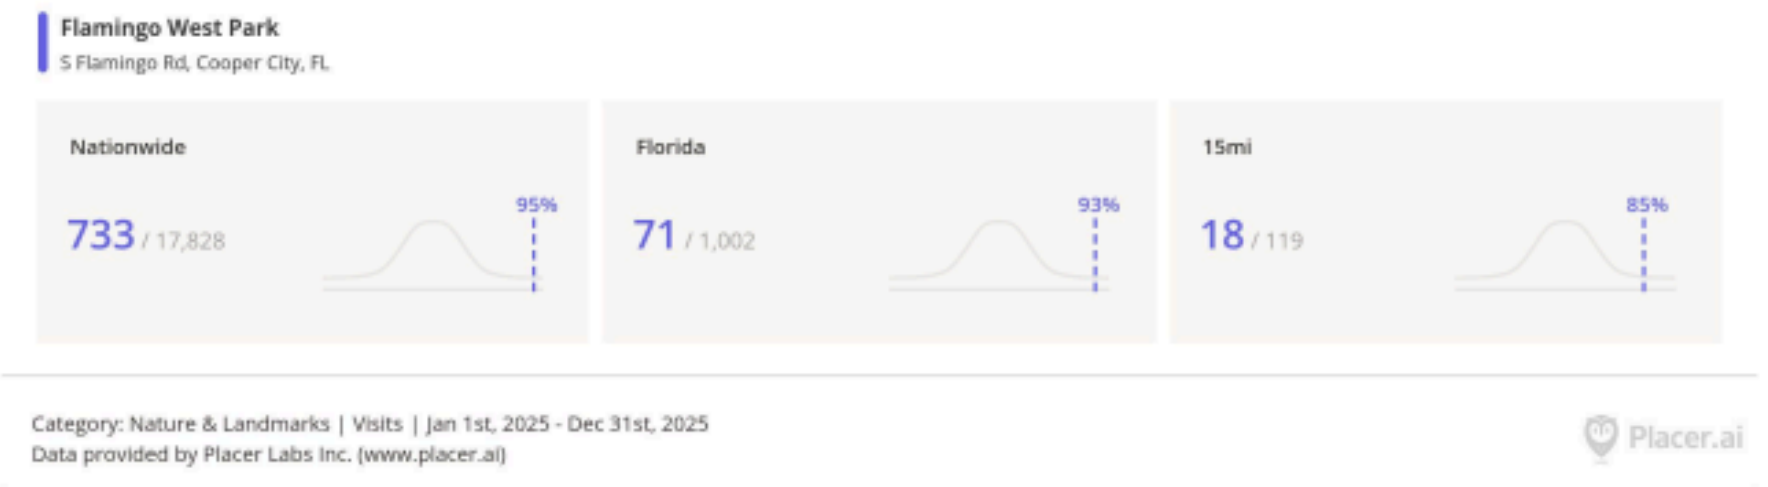 Flamingo West Park
S Flamingo Rd, Cooper City, FL
Nationwide
733 / 17,828
95%
Florida
71 / 1,002
93%
15mi
18 / 119
85%
Category: Nature & Landmarks | Visits | Jan 1st, 2025 - Dec 31st, 2025
Data provided by Placer Labs Inc. (www.placer.ai)
Placer.ai